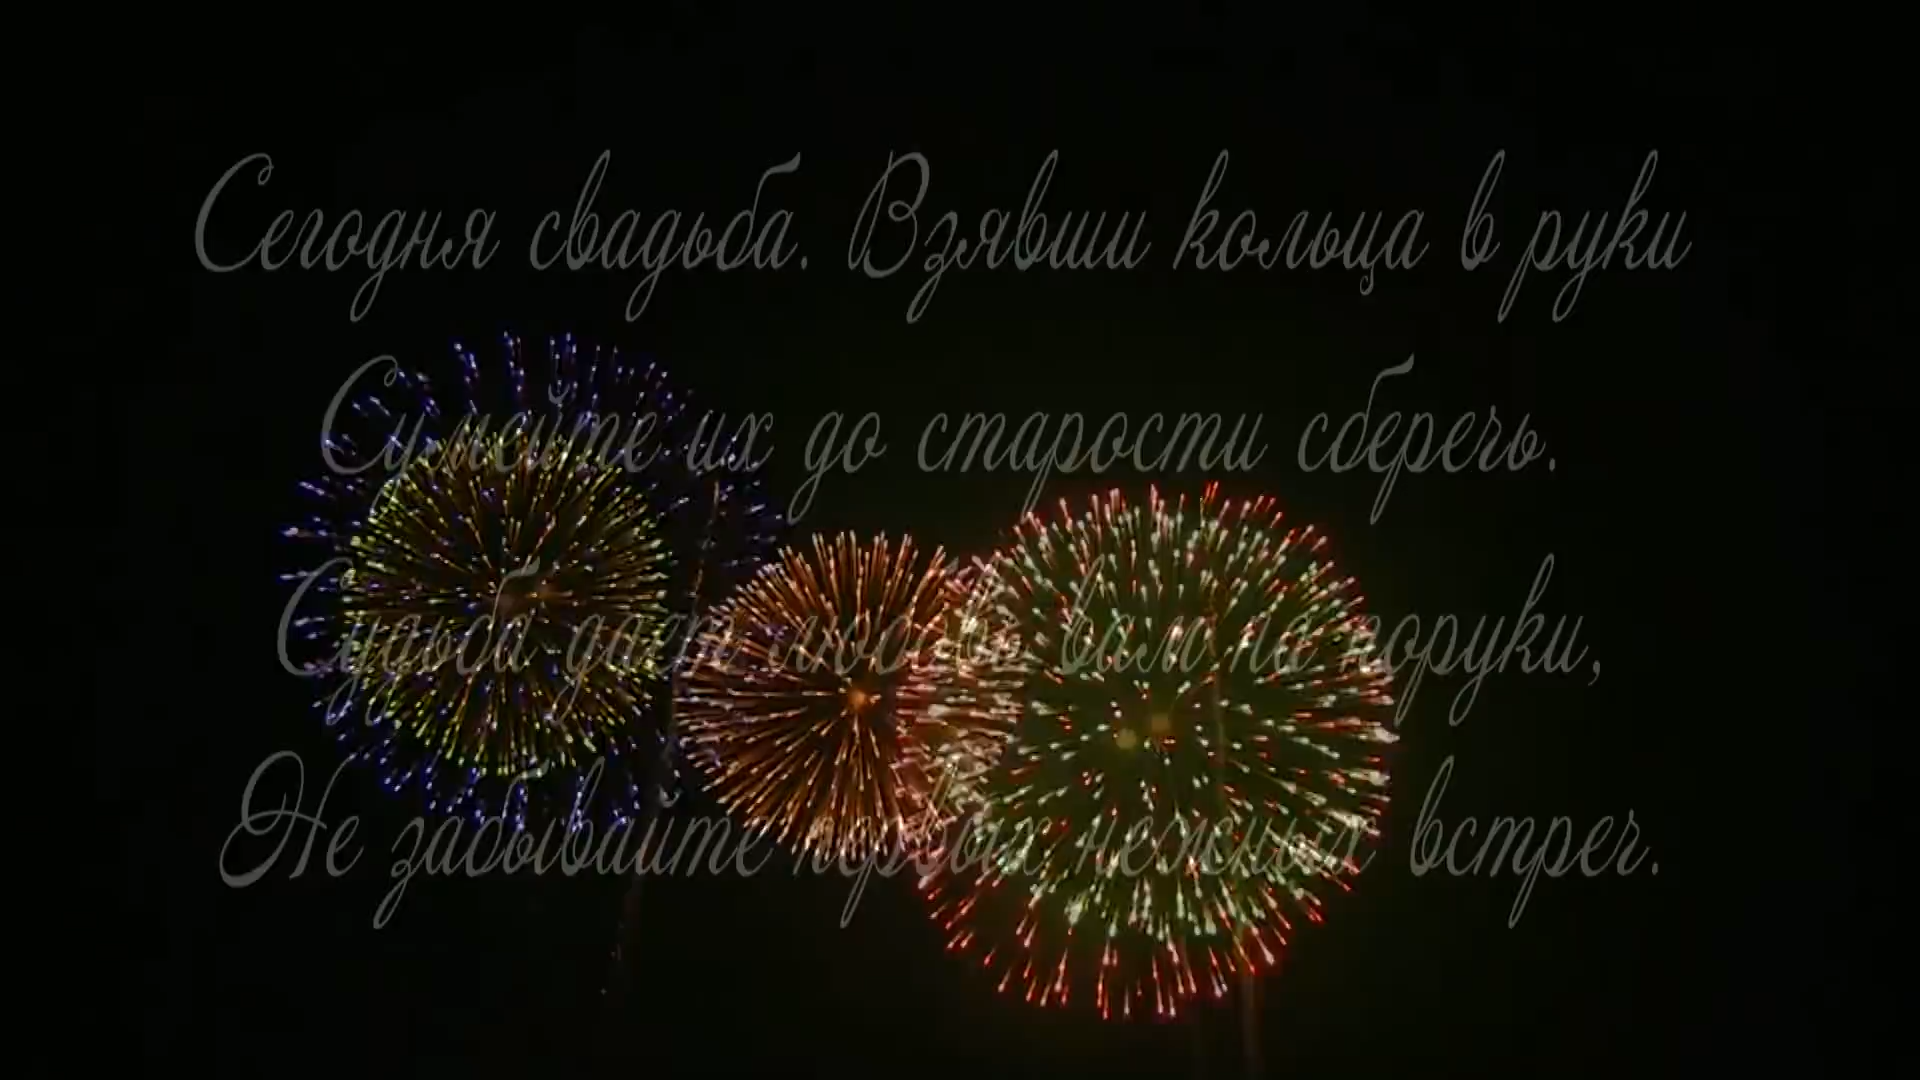 Сегодня свадьба. Взявши кольца в руки
Сумейте их до старости сберечь.
Судьба дает любовь вам на поруки,
Не забывайте первых нежных встреч.